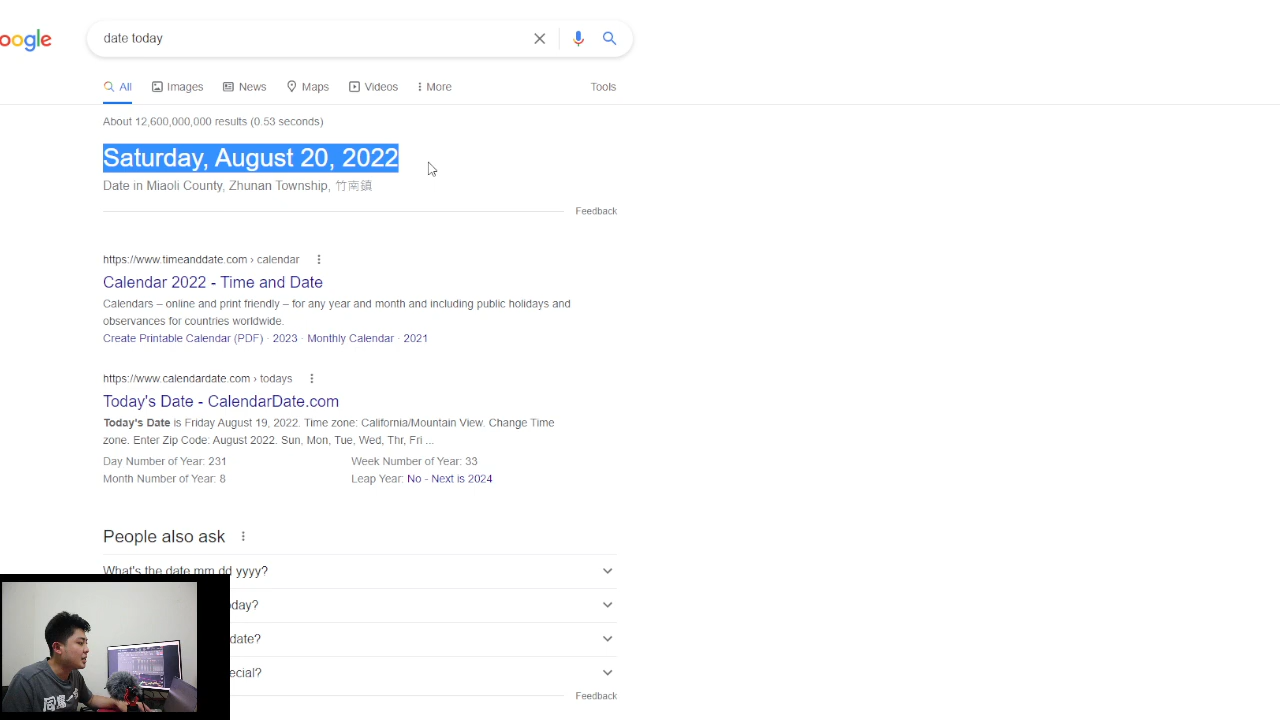 oogle
date today
All
Images
News
Maps
Videos
More
Tools
About 12,600,000,000 results (0.53 seconds)
Saturday, August 20, 2022
Date in Miaoli County, Zhunan Township, 竹南鎮
Feedback
https://www.timeanddate.com › calendar
Calendar 2022 - Time and Date
Calendars – online and print friendly – for any year and month and including public holidays and
observances for countries worldwide.
Create Printable Calendar (PDF) · 2023 · Monthly Calendar · 2021
https://www.calendardate.com › todays
Today's Date - CalendarDate.com
Today's Date is Friday August 19, 2022. Time zone: California/Mountain View. Change Time
zone. Enter Zip Code: August 2022. Sun, Mon, Tue, Wed, Thr, Fri ...
Day Number of Year: 231
Week Number of Year: 33
Month Number of Year: 8
Leap Year: No - Next is 2024
People also ask
What's the date mm dd yyyy?
oday?
date?
ecial?
Feedback